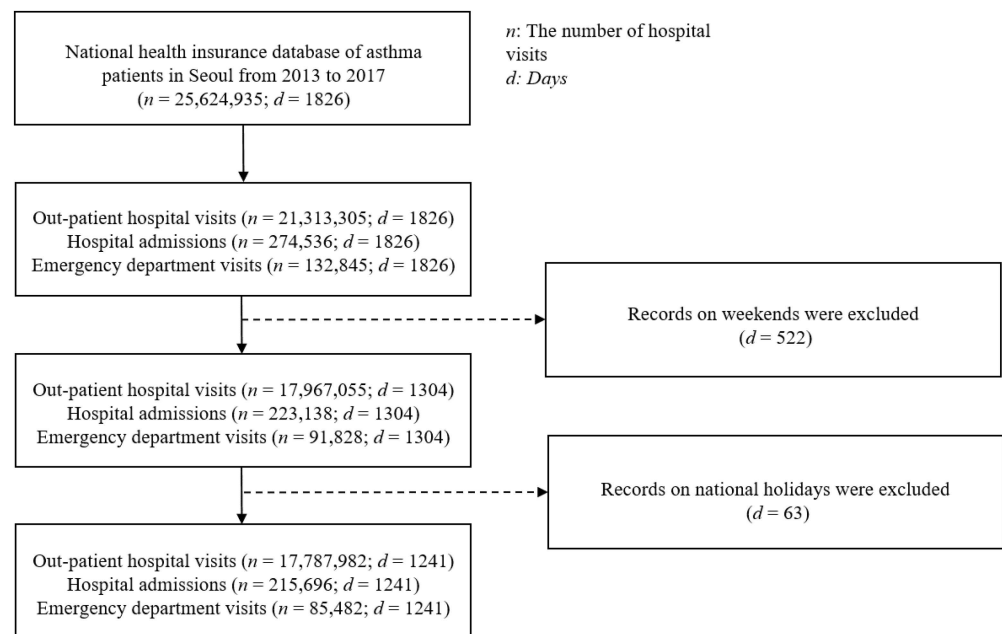 National health insurance database of asthma
patients in Seoul from 2013 to 2017
(n = 25,624,935; d = 1826)
n: The number of hospital
visits
d: Days
Out-patient hospital visits (n = 21,313,305; d = 1826)
Hospital admissions (n = 274,536; d = 1826)
Emergency department visits (n = 132,845; d = 1826)
Records on weekends were excluded
(d = 522)
Out-patient hospital visits (n = 17,967,055; d = 1304)
Hospital admissions (n = 223,138; d = 1304)
Emergency department visits (n = 91,828; d = 1304)
Records on national holidays were excluded
(d = 63)
Out-patient hospital visits (n = 17,787,982; d = 1241)
Hospital admissions (n = 215,696; d = 1241)
Emergency department visits (n = 85,482; d = 1241)